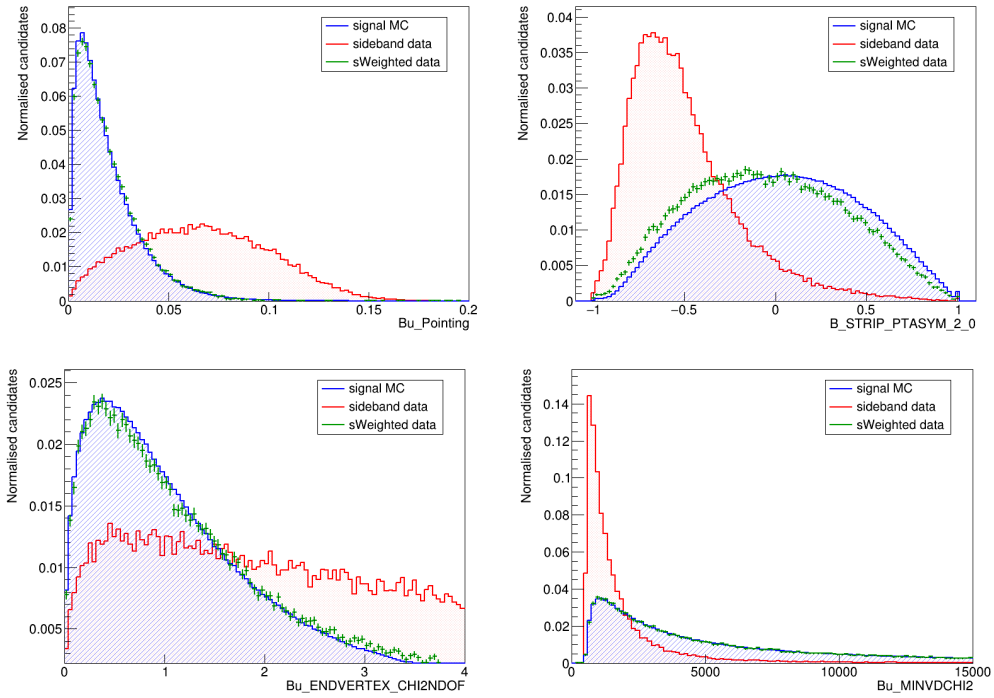 Normalised candidates
0.08
0.07
0.06
0.05
0.04
0.03
0.02
0.01
0
signal MC
sideband data
sWeighted data
0 0.05 0.1 0.15 0.2
Bu_Pointing
Normalised candidates
0.04
0.035
0.03
0.025
0.02
0.015
0.01
0.005
0
signal MC
sideband data
sWeighted data
−1 −0.5 0 0.5 1
B_STRIP_PTASYM_2_0
Normalised candidates
0.025
0.02
0.015
0.01
0.005
signal MC
sideband data
sWeighted data
0 1 2 3 4
Bu_ENDVERTEX_CHI2NDOF
Normalised candidates
0.14
0.12
0.1
0.08
0.06
0.04
0.02
0
signal MC
sideband data
sWeighted data
0 5000 10000 15000
Bu_MINVDCHI2